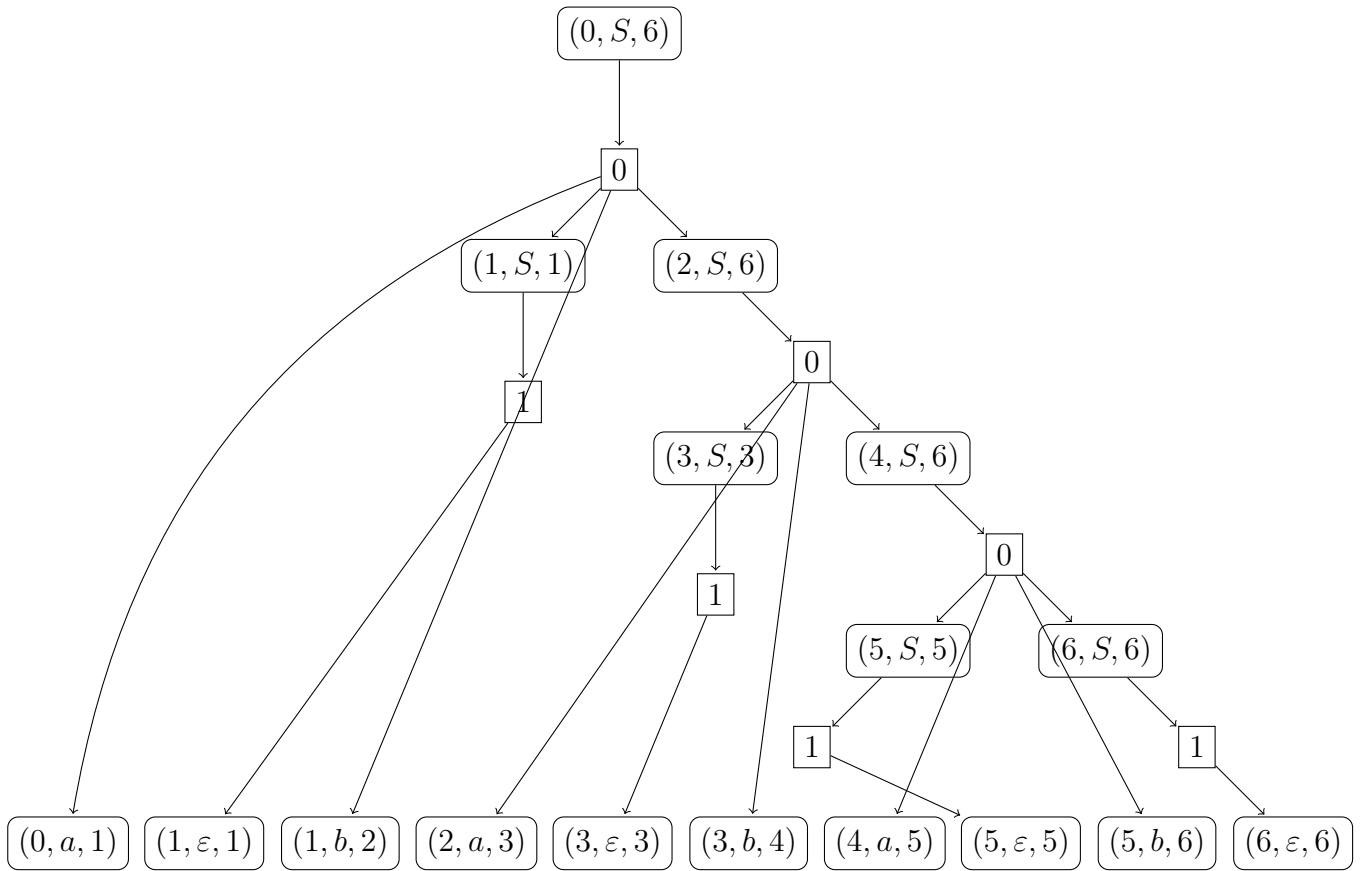 (0, S, 6)
0
(1, S, 1) (2, S, 6)
0
1
(3, S, 3) (4, S, 6)
0
1
(5, S, 5) (6, S, 6)
1 1
(0, a, 1) (1, ε, 1) (1, b, 2) (2, a, 3) (3, ε, 3) (3, b, 4) (4, a, 5) (5, ε, 5) (5, b, 6) (6, ε, 6)